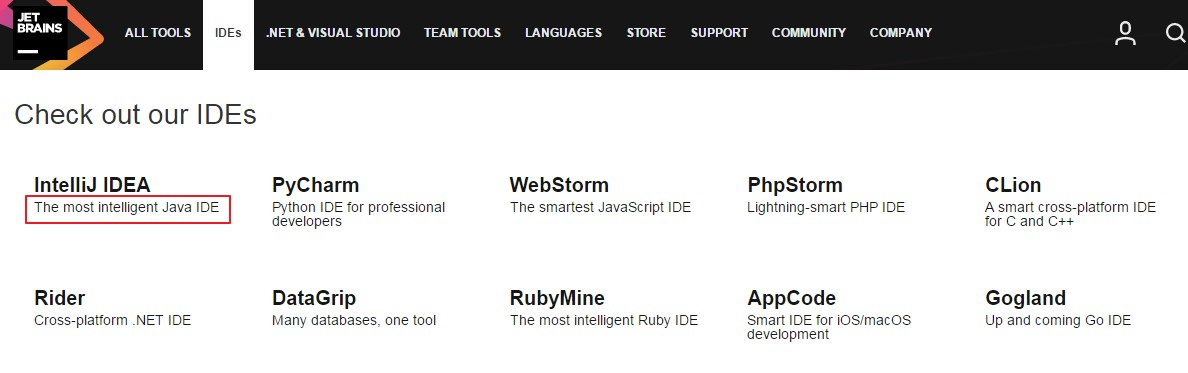 JET
BRAINS
ALL TOOLS IDEs .NET & VISUAL STUDIO TEAM TOOLS LANGUAGES STORE SUPPORT COMMUNITY COMPANY
Check out our IDEs
IntelliJ IDEA
The most intelligent Java IDE
PyCharm
Python IDE for professional
developers
WebStorm
The smartest JavaScript IDE
PhpStorm
Lightning-smart PHP IDE
CLion
A smart cross-platform IDE
for C and C++
Rider
Cross-platform .NET IDE
DataGrip
Many databases, one tool
RubyMine
The most intelligent Ruby IDE
AppCode
Smart IDE for iOS/macOS
development
Gogland
Up and coming Go IDE